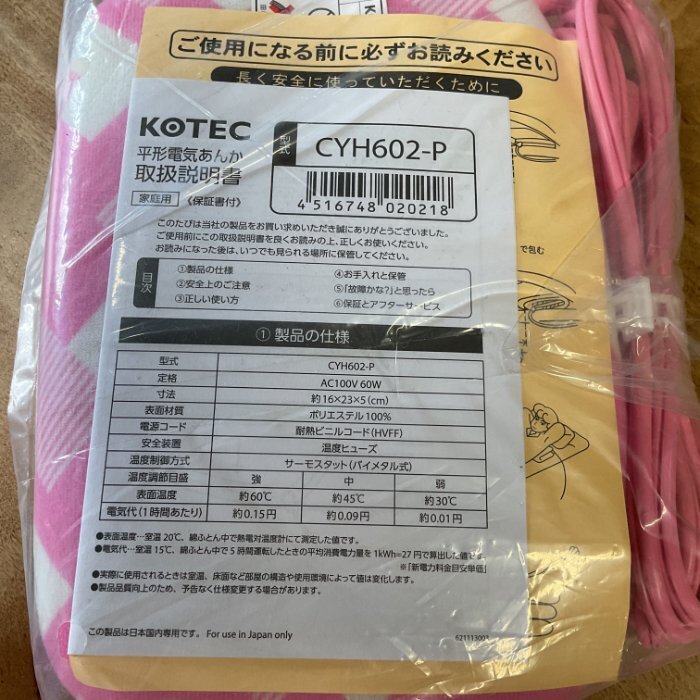 ご使用になる前に必ずお読みください
長く安全に使っていただくために
KOTEC
平形電気あんか
取扱説明書
家庭用 《保証書付》
型式 CYH602-P
4 516748 020218
このたびは当社の製品をお買い求めいただき誠にありがとうございました。
ご使用前にこの取扱説明書を良くお読みの上、正しくお使いください。
お読みになった後は、いつでも見られる場所に保管してください。
目次
①製品の仕様 ④お手入れと保管
②安全上のご注意 ⑤「故障かな？」と思ったら
③正しい使い方 ⑥保証とアフターサービス
① 製品の仕様
型式 CYH602-P
定格 AC100V 60W
寸法 約16×23×5(cm)
表面材質 ポリエステル100%
電源コード 耐熱ビニルコード(HVFF)
安全装置 温度ヒューズ
温度制御方式 サーモスタット(バイメタル式)
温度調節目盛 強 中 弱
表面温度 約60℃ 約45℃ 約30℃
電気代(1時間あたり) 約0.15円 約0.09円 約0.01円
●表面温度…室温20℃、綿ふとん中で熱電対温度計にて測定した値です。
●電気代…室温15℃、綿ふとん中で5時間運転したときの平均消費電力量を1kWh=27円で算出した値です。
※「新電力料金目安単価」
●実際に使用されるときは室温、床面など部屋の構造や使用環境によって値は変化します。
●製品品質向上のため、予告なく仕様変更する場合があります。
この製品は日本国内専用です。 For use in Japan only
621113003
で包む